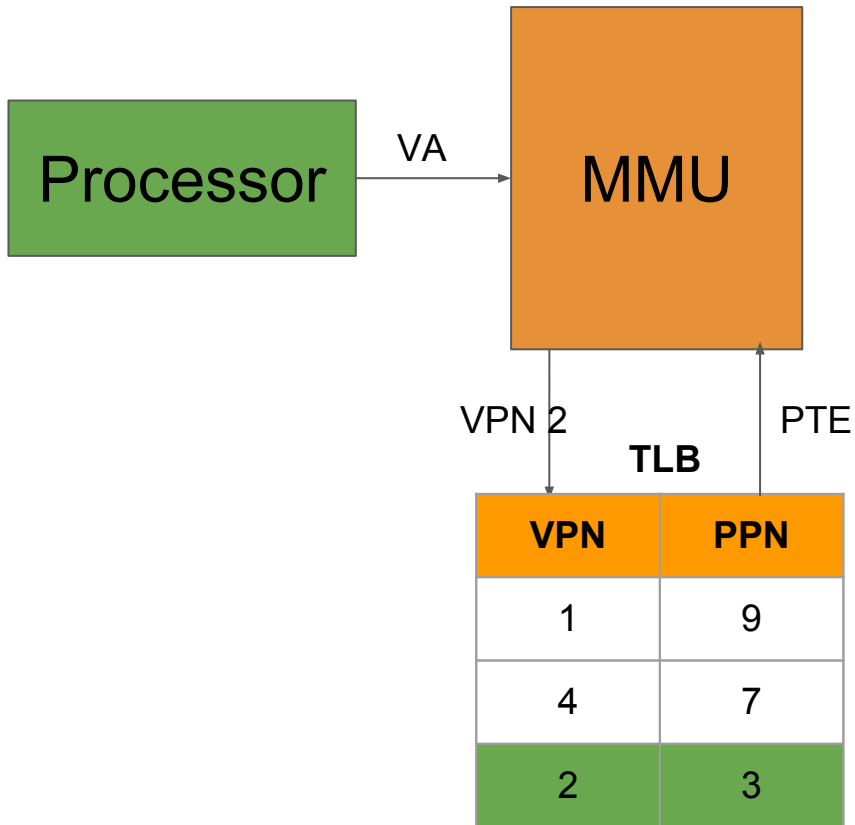 Processor
VA
MMU
VPN 2
PTE
TLB
VPN PPN
1 9
4 7
2 3